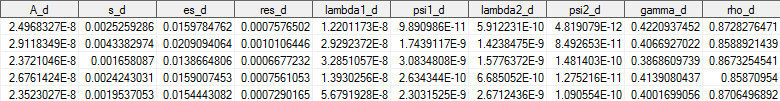 A_d s_d es_d res_d lambda1_d psi1_d lambda2_d psi2_d gamma_d rho_d
2.4968327E-8 0.0025259286 0.0159784762 0.0007576502 1.2201173E-8 9.890986E-11 5.912231E-10 4.819079E-12 0.4220937452 0.8728276471
2.9118349E-8 0.0043382974 0.0209094064 0.0010106446 2.9292372E-8 1.7439117E-9 1.4238475E-9 8.492653E-11 0.4066927022 0.8588921439
2.3721046E-8 0.001658087 0.0138664806 0.0006677232 3.2851057E-8 3.0834808E-9 1.5776372E-9 1.481403E-10 0.3868609739 0.8673254541
2.6761424E-8 0.0024243031 0.0159007453 0.0007561053 1.3930256E-8 2.634344E-10 6.685052E-10 1.275216E-11 0.4139080437 0.85870954
2.3523027E-8 0.0019537053 0.0154443082 0.0007290165 5.6791928E-8 2.3031525E-9 2.6712436E-9 1.090554E-10 0.4001699056 0.8706496892